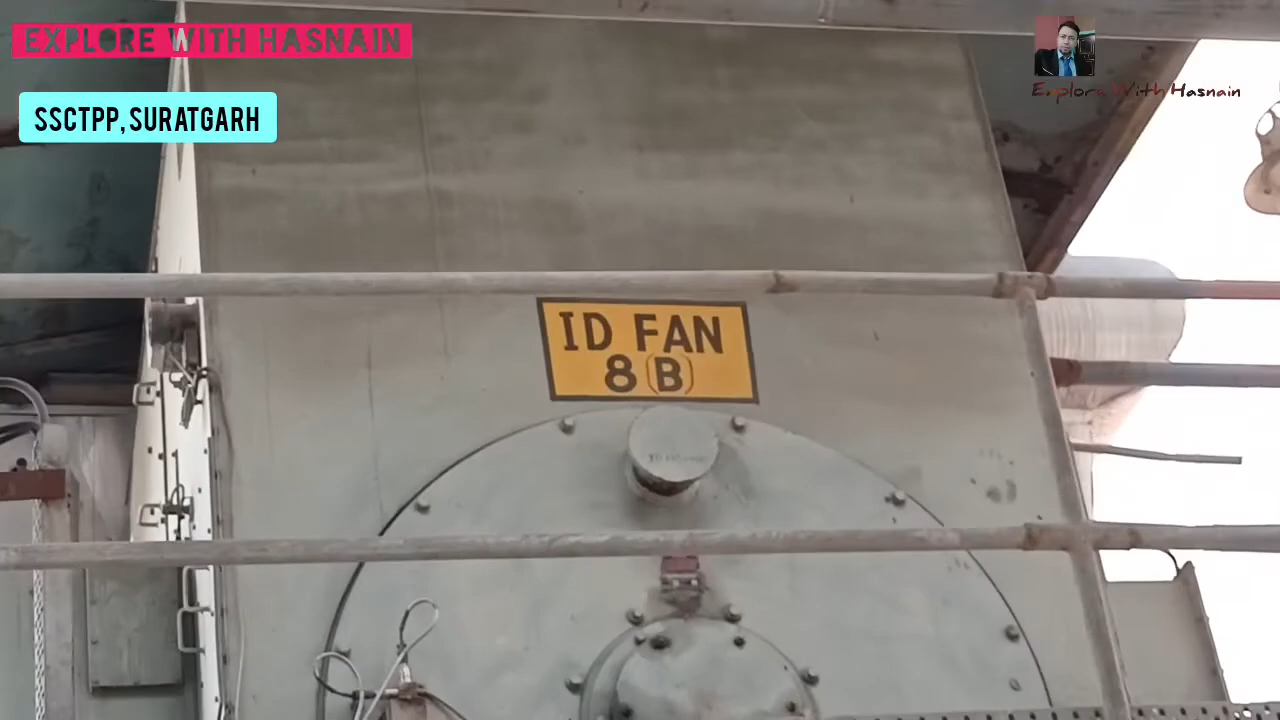 EXPLORE WITH HASNAIN
Explore With Hasnain
SSCTPP, SURATGARH
ID FAN
8(B)